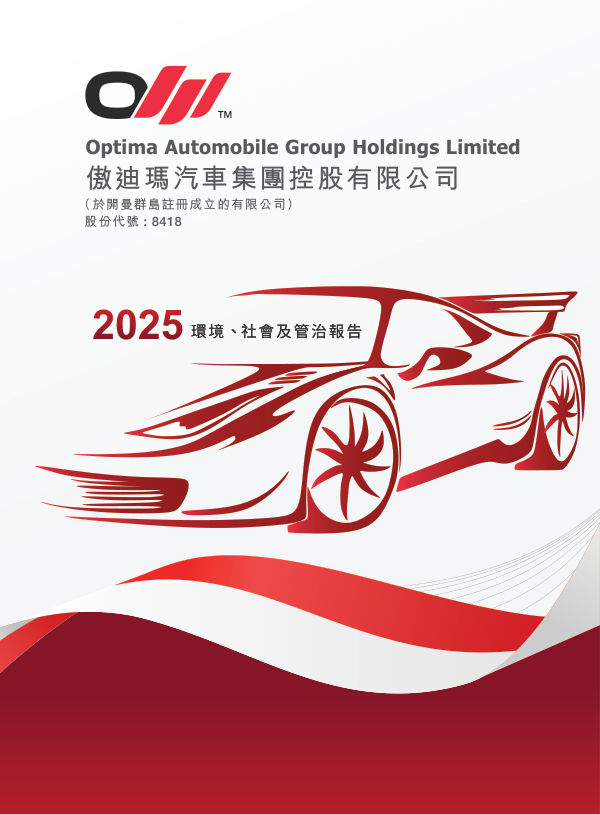 TM
Optima Automobile Group Holdings Limited
傲迪瑪汽車集團控股有限公司
（於開曼群島註冊成立的有限公司）
股份代號：8418
2025 環境、社會及管治報告